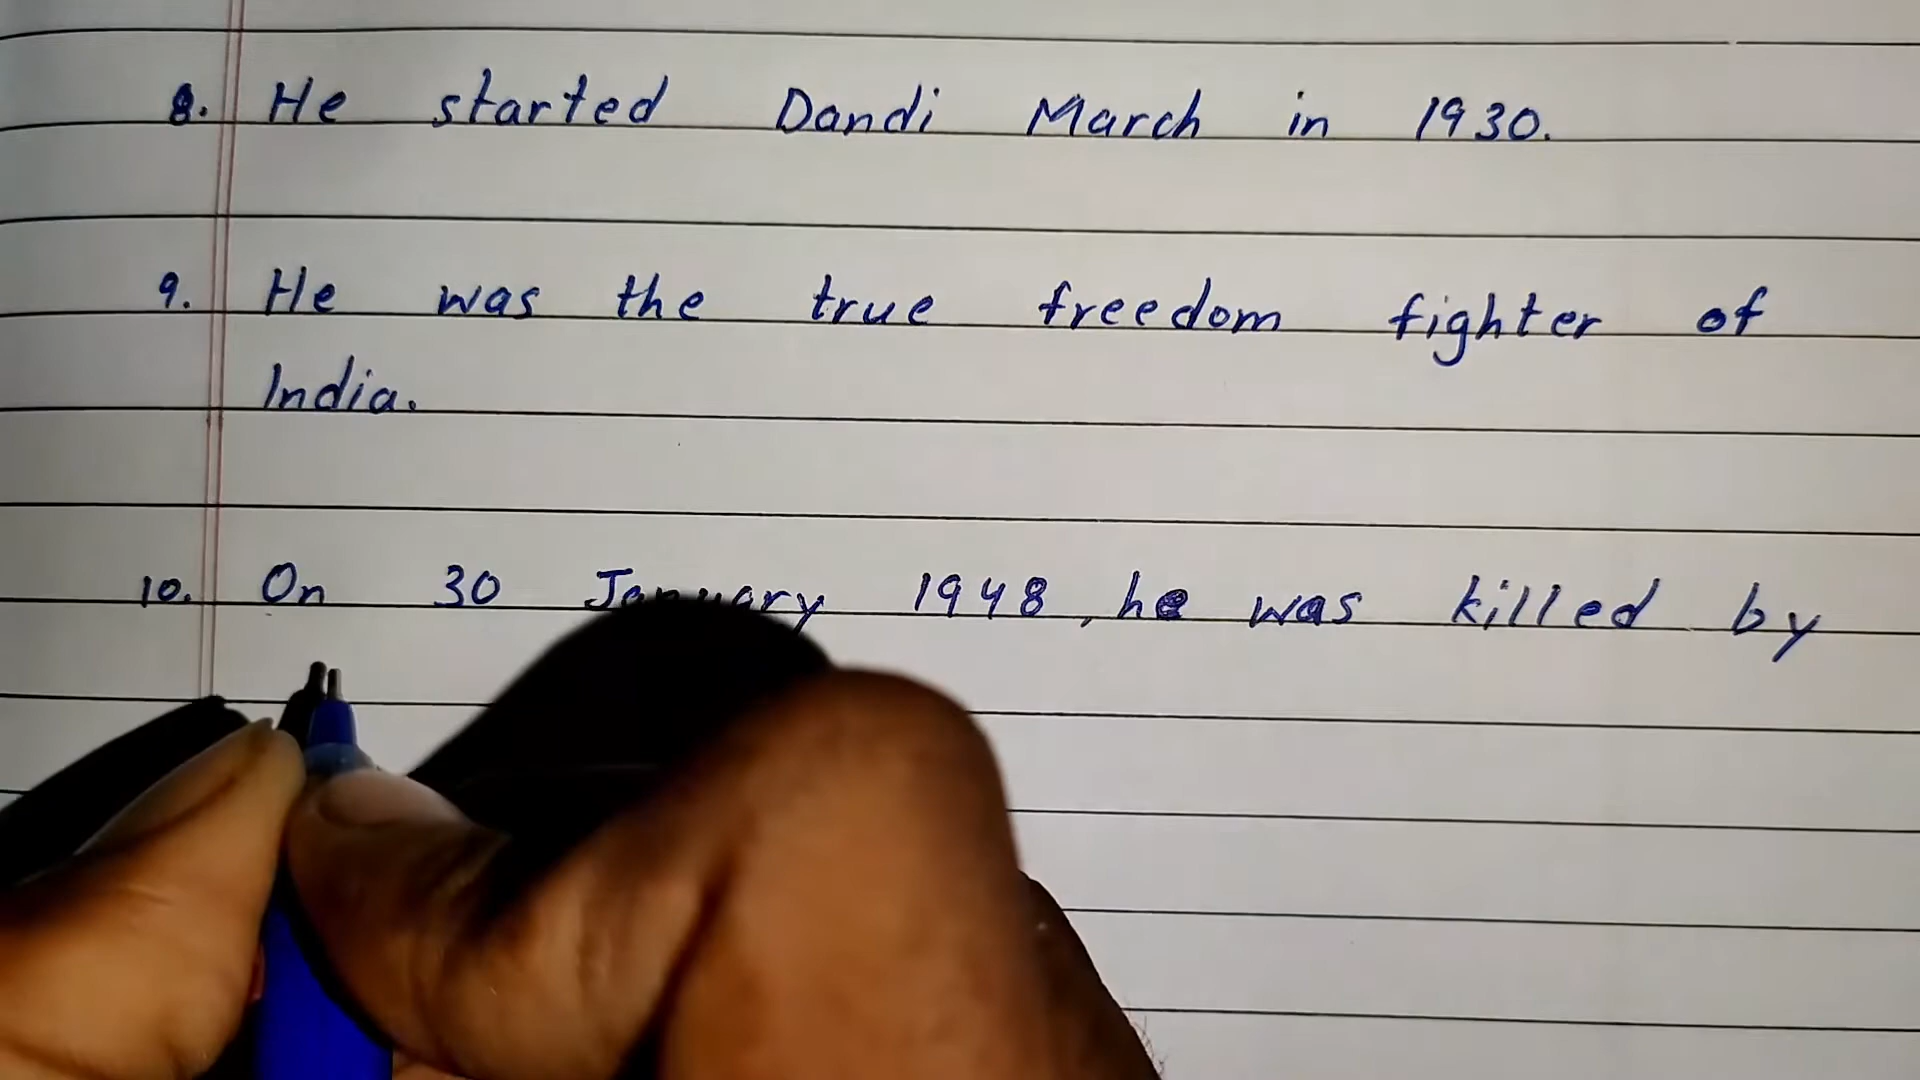 8. He started Dandi March in 1930.
9. He was the true freedom fighter of
India.
10. On 30 January 1948, he was killed by